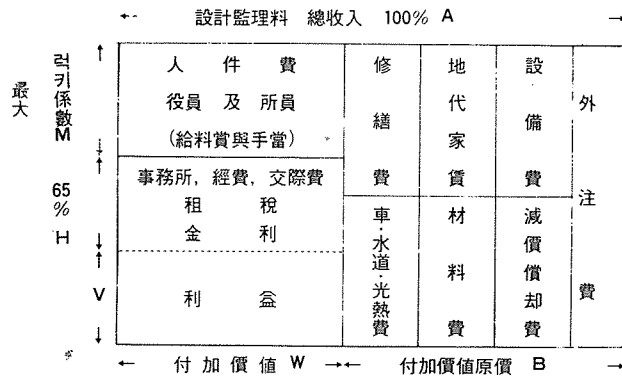 設計監理料 總收入 100% A
最大
럭키係數M
65% H
V
人件費
役員及所員
(給料賞與手當)
事務所, 經費, 交際費
租稅
金利
利益
修繕費
地代家賃
設備費
車·水道·光熱費
材料費
減價償却費
外注費
付加價値 W
付加價値原價 B